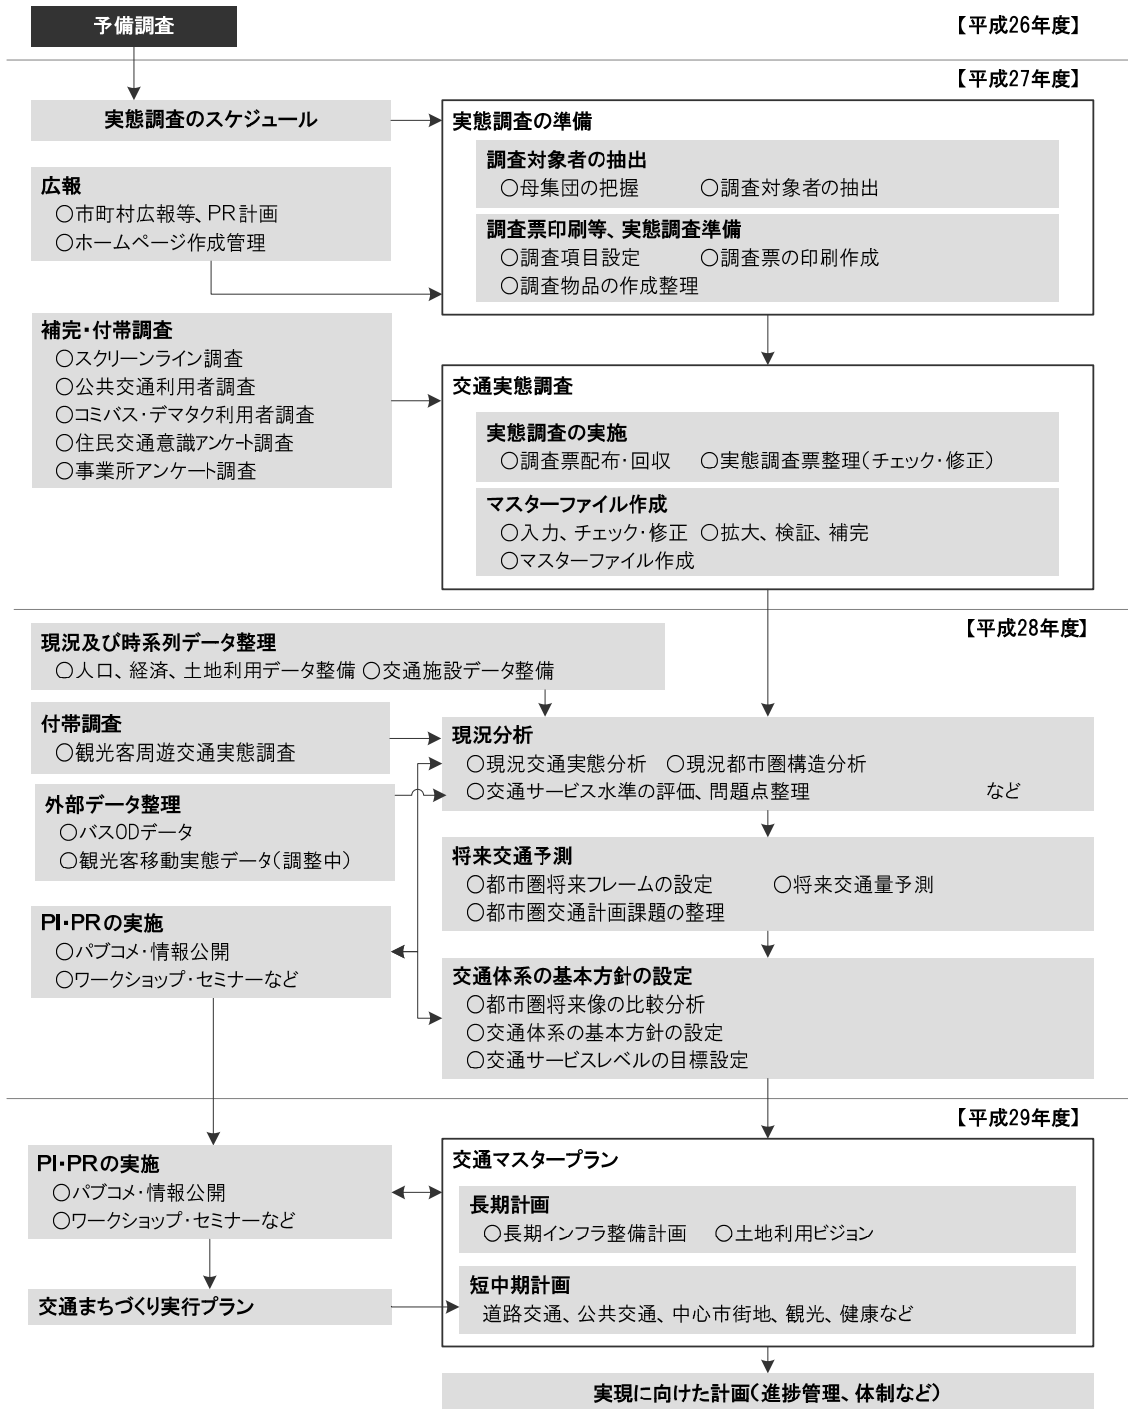 予備調査
【平成26年度】
【平成27年度】
実態調査のスケジュール
実態調査の準備
調査対象者の抽出
○母集団の把握 ○調査対象者の抽出
調査票印刷等、実態調査準備
○調査項目設定 ○調査票の印刷作成
○調査物品の作成整理
広報
○市町村広報等、PR計画
○ホームページ作成管理
補完・付帯調査
○スクリーンライン調査
○公共交通利用者調査
○コミバス・デマタク利用者調査
○住民交通意識アンケート調査
○事業所アンケート調査
交通実態調査
実態調査の実施
○調査票配布・回収 ○実態調査票整理(チェック・修正)
マスターファイル作成
○入力、チェック・修正 ○拡大、検証、補完
○マスターファイル作成
【平成28年度】
現況及び時系列データ整理
○人口、経済、土地利用データ整備 ○交通施設データ整備
付帯調査
○観光客周遊交通実態調査
外部データ整理
○バスODデータ
○観光客移動実態データ(調整中)
現況分析
○現況交通実態分析 ○現況都市圏構造分析
○交通サービス水準の評価、問題点整理 など
将来交通予測
○都市圏将来フレームの設定 ○将来交通量予測
○都市圏交通計画課題の整理
PI・PRの実施
○パブコメ・情報公開
○ワークショップ・セミナーなど
交通体系の基本方針の設定
○都市圏将来像の比較分析
○交通体系の基本方針の設定
○交通サービスレベルの目標設定
【平成29年度】
PI・PRの実施
○パブコメ・情報公開
○ワークショップ・セミナーなど
交通まちづくり実行プラン
交通マスタープラン
長期計画
○長期インフラ整備計画 ○土地利用ビジョン
短中期計画
道路交通、公共交通、中心市街地、観光、健康など
実現に向けた計画(進捗管理、体制など)